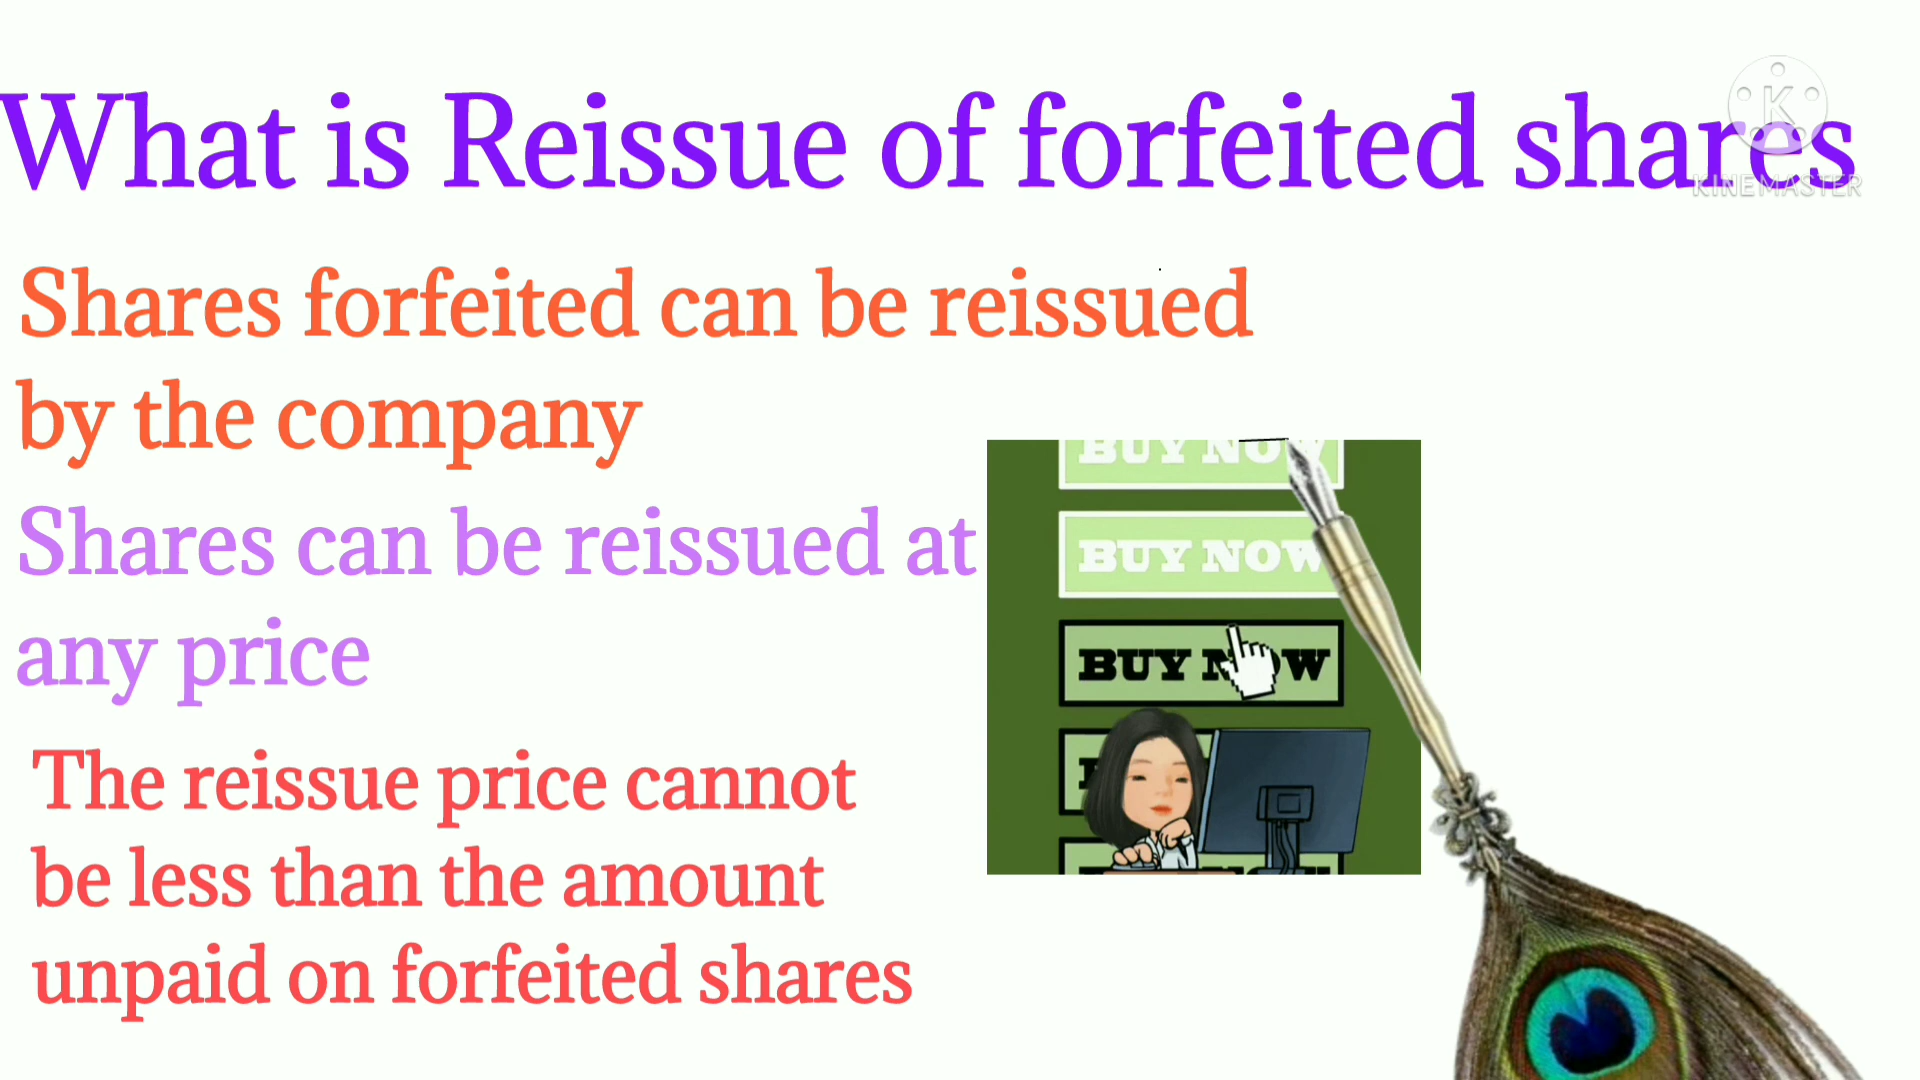 What is Reissue of forfeited shares
K
KINEMASTER
Shares forfeited can be reissued
by the company
Shares can be reissued at
any price
The reissue price cannot
be less than the amount
unpaid on forfeited shares
BUY NOW
BUY NOW
BUY NOW